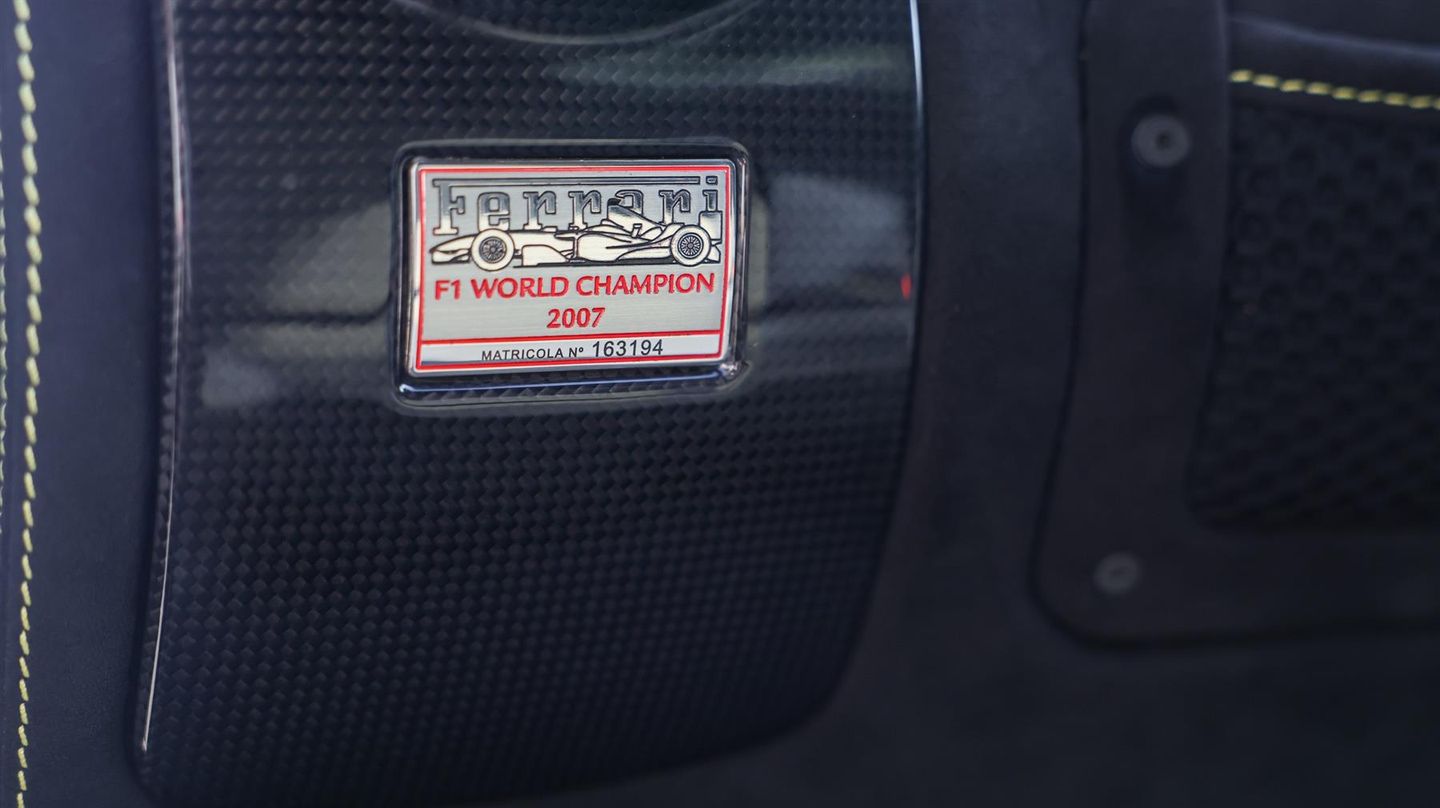 Ferrari
F1 WORLD CHAMPION
2007
MATRICOLA Nº 163194